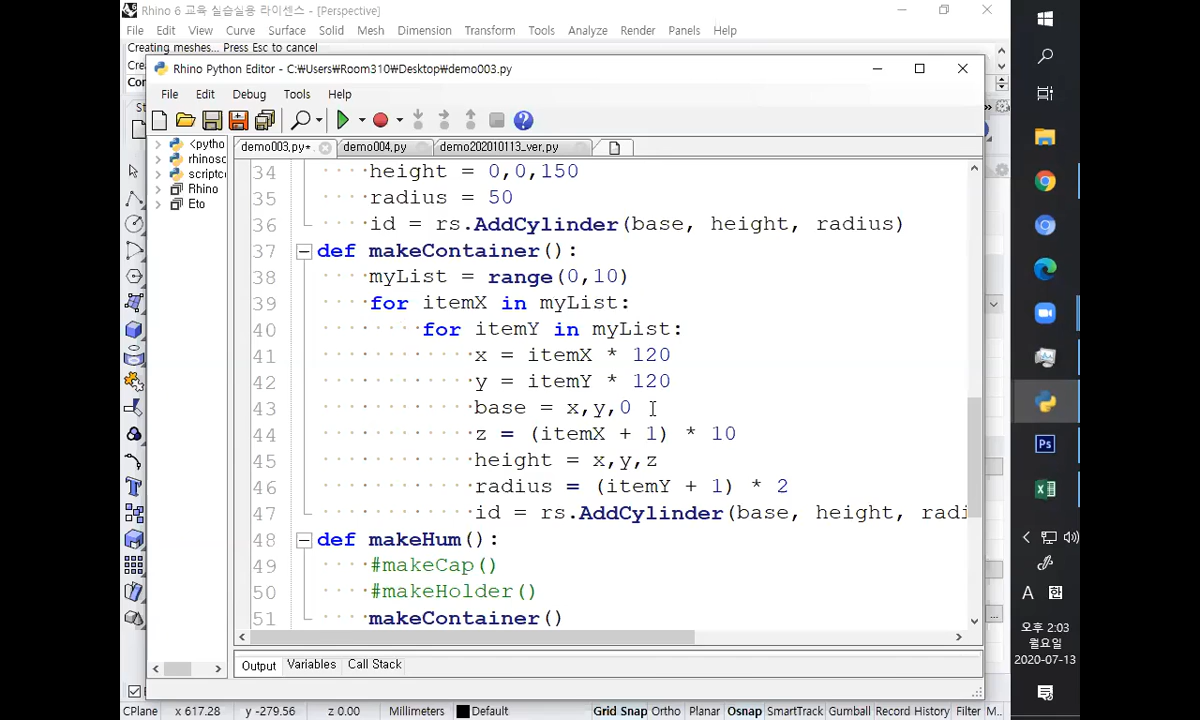 Rhino 6 교육 실습실용 라이센스 - [Perspective]
File Edit View Curve Surface Solid Mesh Dimension Transform Tools Analyze Render Panels Help
Creating meshes... Press Esc to cancel
Rhino Python Editor - C:₩Users₩Room310₩Desktop₩demo003.py
File Edit Debug Tools Help
<pytho
rhinosc
scriptc
Rhino
Eto
demo003.py* demo004.py demo202010113_ver.py
34 height = 0,0,150
35 radius = 50
36 id = rs.AddCylinder(base, height, radius)
37 def makeContainer():
38 myList = range(0,10)
39 for itemX in myList:
40 for itemY in myList:
41 x = itemX * 120
42 y = itemY * 120
43 base = x,y,0
44 z = (itemX + 1) * 10
45 height = x,y,z
46 radius = (itemY + 1) * 2
47 id = rs.AddCylinder(base, height, radi
48 def makeHum():
49 #makeCap()
50 #makeHolder()
51 makeContainer()
Output Variables Call Stack
CPlane x 617.28 y -279.56 z 0.00 Millimeters Default Grid Snap Ortho Planar Osnap SmartTrack Gumball Record History Filter M...
Ps
A 한
오후 2:03
월요일
2020-07-13